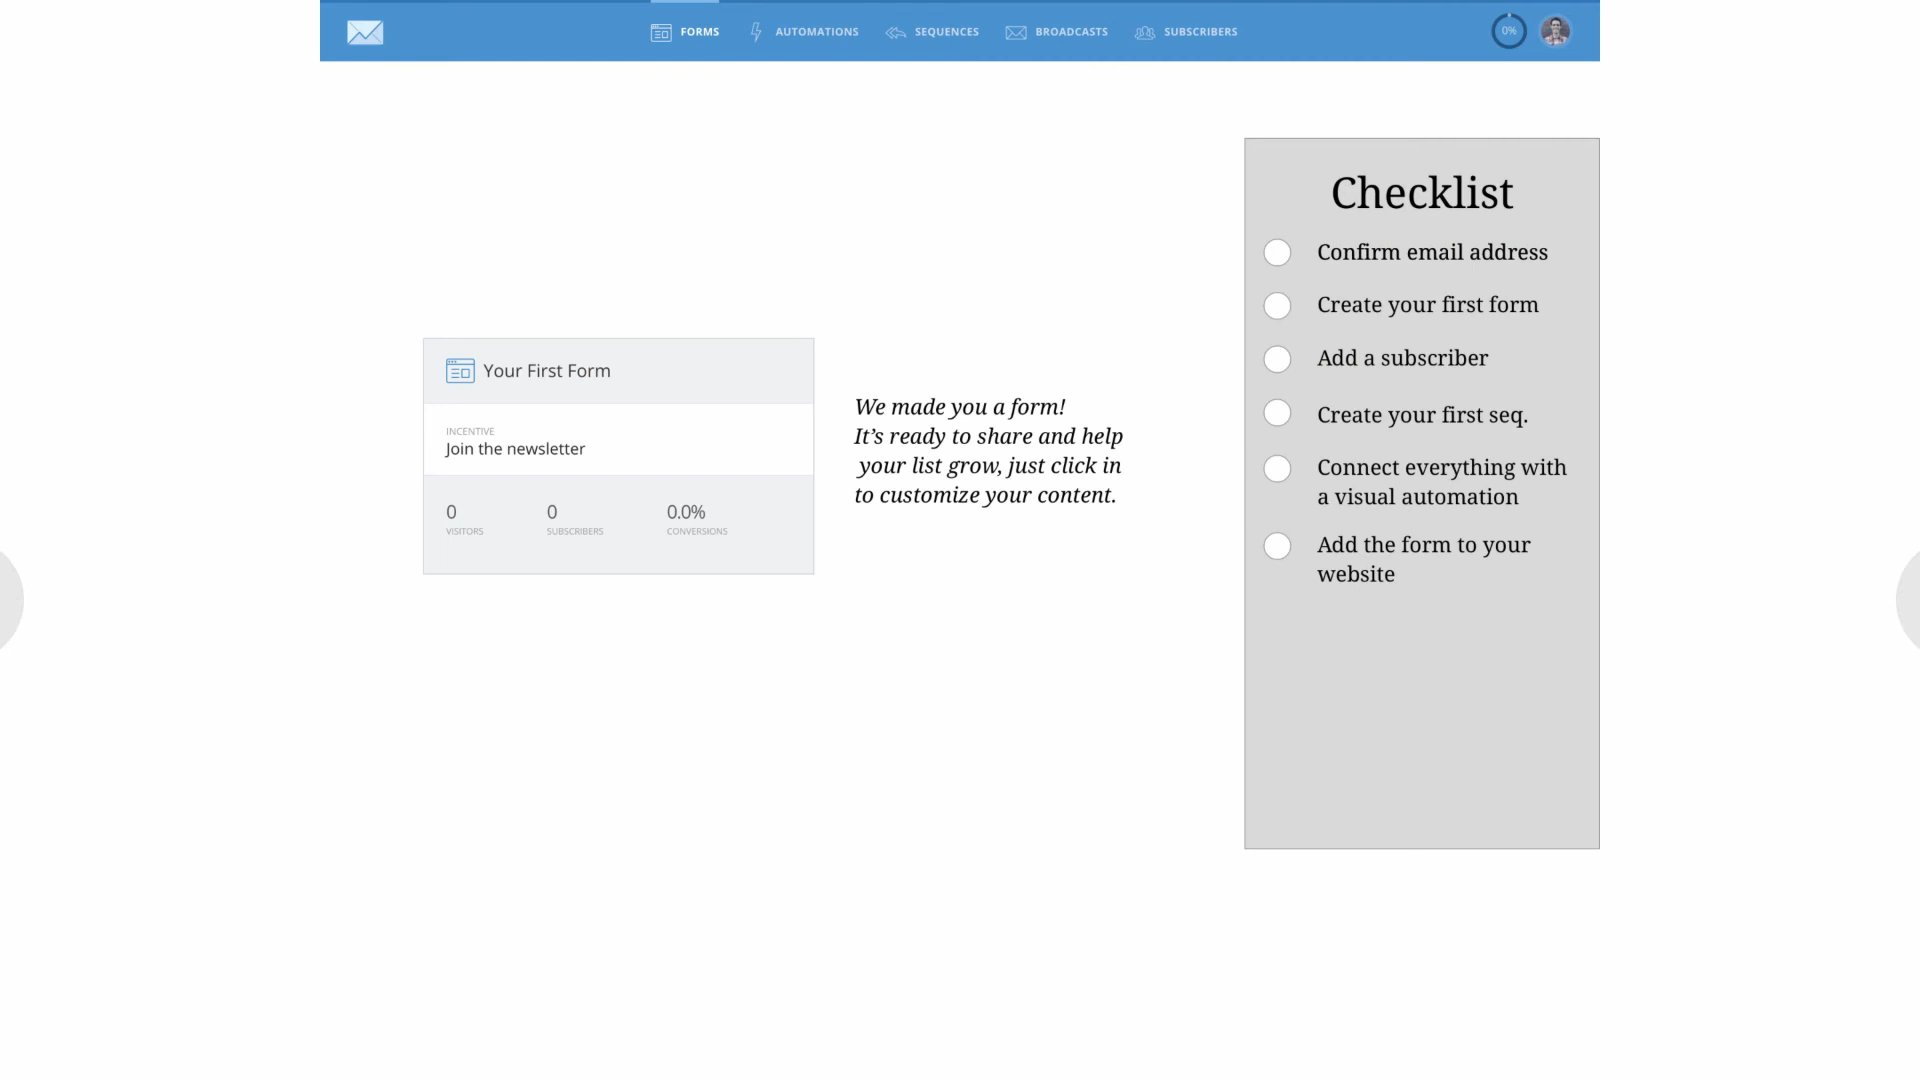 FORMS
AUTOMATIONS
SEQUENCES
BROADCASTS
SUBSCRIBERS
0%
Your First Form
INCENTIVE
Join the newsletter
0
VISITORS
0
SUBSCRIBERS
0.0%
CONVERSIONS
We made you a form!
It’s ready to share and help
your list grow, just click in
to customize your content.
Checklist
Confirm email address
Create your first form
Add a subscriber
Create your first seq.
Connect everything with
a visual automation
Add the form to your
website